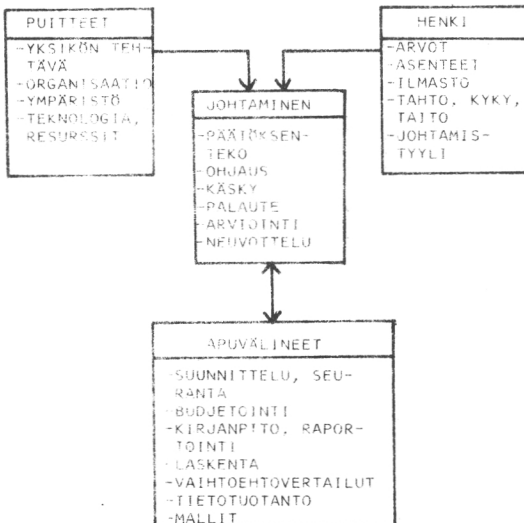 PUITTEET
-YKSIKÖN TEH-
TÄVÄ
-ORGANISAATIO
-YMPÄRISTÖ
-TEKNOLOGIA,
RESURSSIT
HENKI
-ARVOT
-ASENTEET
-ILMASTO
-TAHTO, KYKY,
TAITO
-JOHTAMIS-
TYYLI
JOHTAMINEN
-PÄÄTÖKSEN-
TEKO
-OHJAUS
-KÄSKY
-PALAUTE
-ARVIOINTI
-NEUVOTTELU
APUVÄLINEET
-SUUNNITTELU, SEU-
RANTA
-BUDJETOINTI
-KIRJANPITO, RAPOR-
TOINTI
-LASKENTA
-VAIHTOEHTOVERTAILUT
-TIETOTUOTANTO
-MALLIT